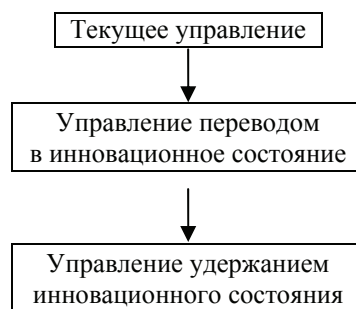 Текущее управление
Управление переводом
в инновационное состояние
Управление удержанием
инновационного состояния